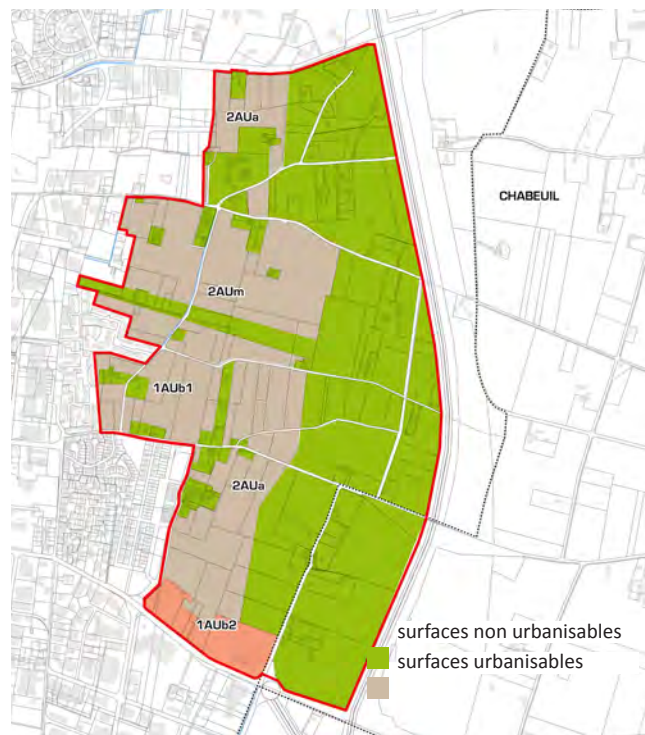 2AUa
CHABEUIL
2AUm
1AUb1
2AUa
1AUb2
surfaces non urbanisables
surfaces urbanisables